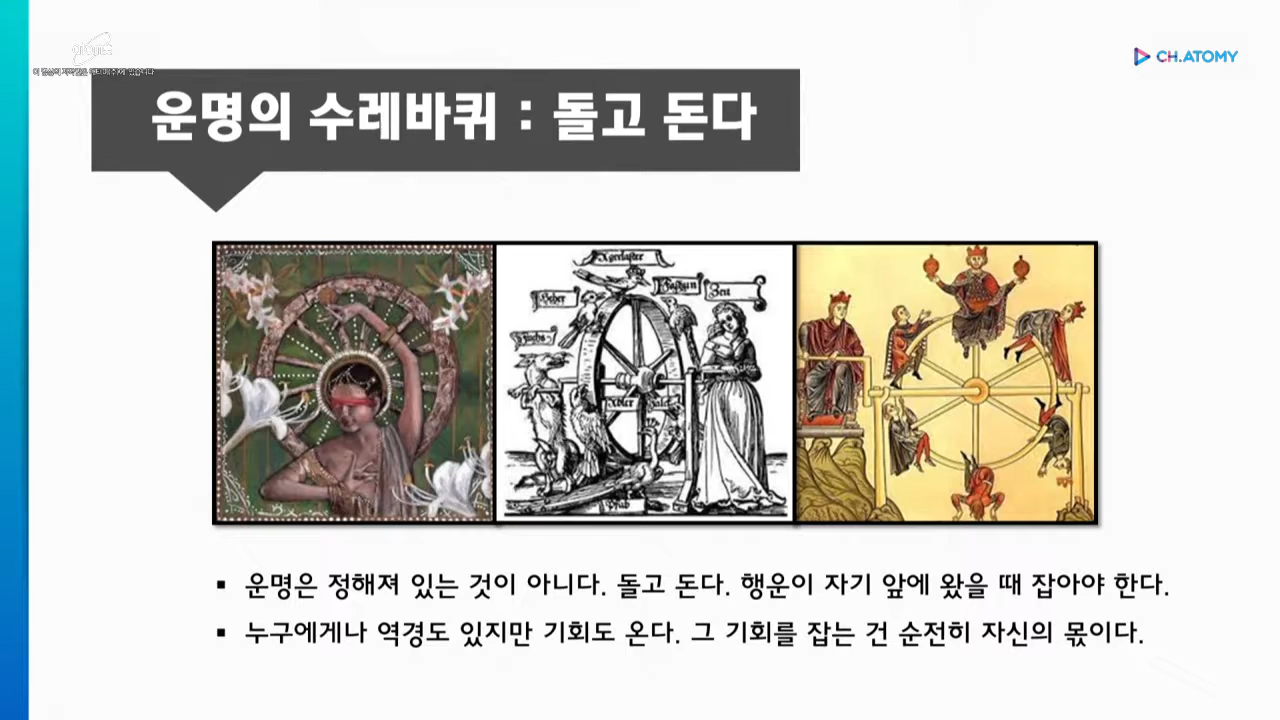 CH.ATOMY
운명의 수레바퀴 : 돌고 돈다
Zeit
▪ 운명은 정해져 있는 것이 아니다. 돌고 돈다. 행운이 자기 앞에 왔을 때 잡아야 한다.
▪ 누구에게나 역경도 있지만 기회도 온다. 그 기회를 잡는 건 순전히 자신의 몫이다.